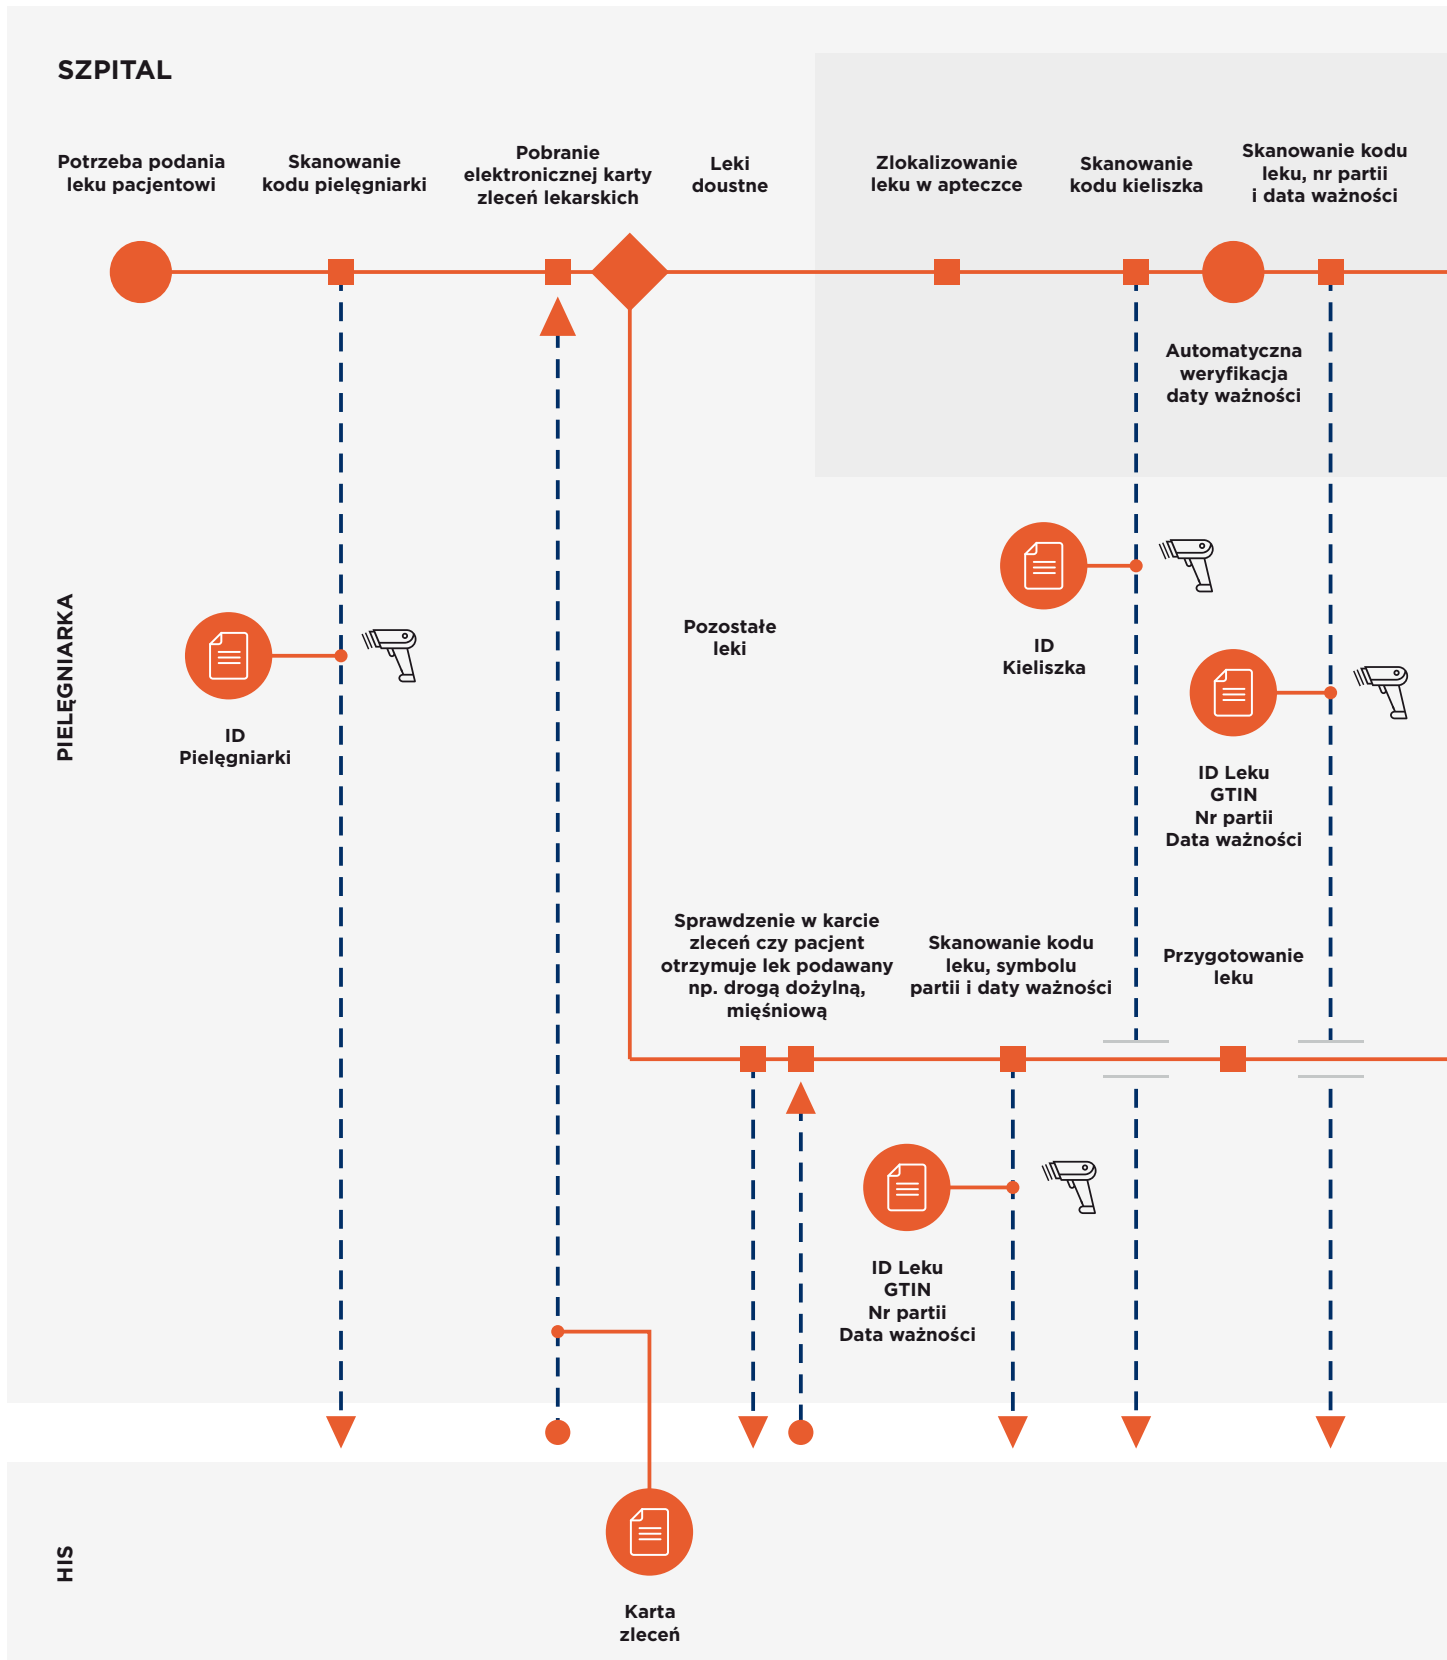 SZPITAL
Potrzeba podania
leku pacjentowi
Skanowanie
kodu pielęgniarki
Pobranie
elektronicznej karty
zleceń lekarskich
Leki
doustne
Zlokalizowanie
leku w apteczce
Skanowanie
kodu kieliszka
Skanowanie kodu
leku, nr partii
i data ważności
Automatyczna
weryfikacja
daty ważności
PIELĘGNIARKA
ID
Pielęgniarki
Pozostałe
leki
ID
Kieliszka
ID Leku
GTIN
Nr partii
Data ważności
Sprawdzenie w karcie
zleceń czy pacjent
otrzymuje lek podawany
np. drogą dożylną,
mięśniową
Skanowanie kodu
leku, symbolu
partii i daty ważności
Przygotowanie
leku
ID Leku
GTIN
Nr partii
Data ważności
HIS
Karta
zleceń